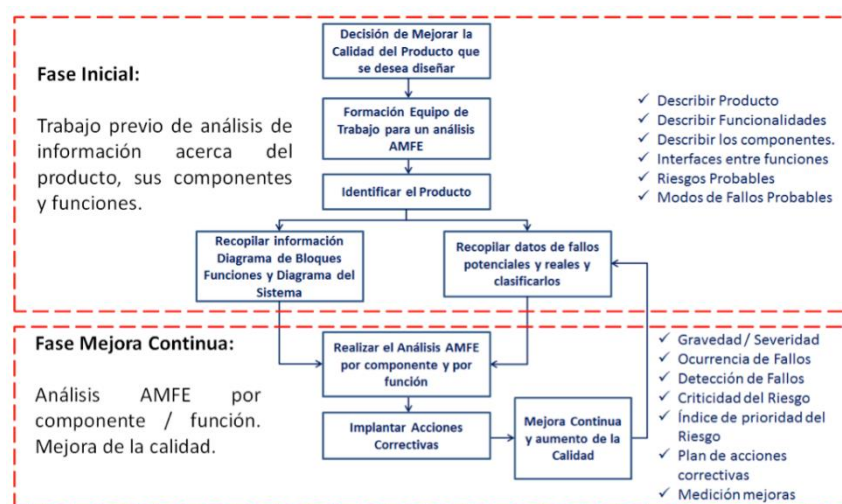 Decisión de Mejorar la
Calidad del Producto que
se desea diseñar
Fase Inicial:
Trabajo previo de análisis de
información acerca del
producto, sus componentes
y funciones.
Formación Equipo de
Trabajo para un análisis
AMFE
Identificar el Producto
✓ Describir Producto
✓ Describir Funcionalidades
✓ Describir los componentes.
✓ Interfaces entre funciones
✓ Riesgos Probables
✓ Modos de Fallos Probables
Recopilar información
Diagrama de Bloques
Funciones y Diagrama del
Sistema
Recopilar datos de fallos
potenciales y reales y
clasificarlos
Fase Mejora Continua:
Análisis AMFE por
componente / función.
Mejora de la calidad.
Realizar el Análisis AMFE
por componente y por
función
Implantar Acciones
Correctivas
Mejora Continua
y aumento de la
Calidad
✓ Gravedad / Severidad
✓ Ocurrencia de Fallos
✓ Detección de Fallos
✓ Criticidad del Riesgo
✓ Índice de prioridad del
Riesgo
✓ Plan de acciones
correctivas
✓ Medición mejoras